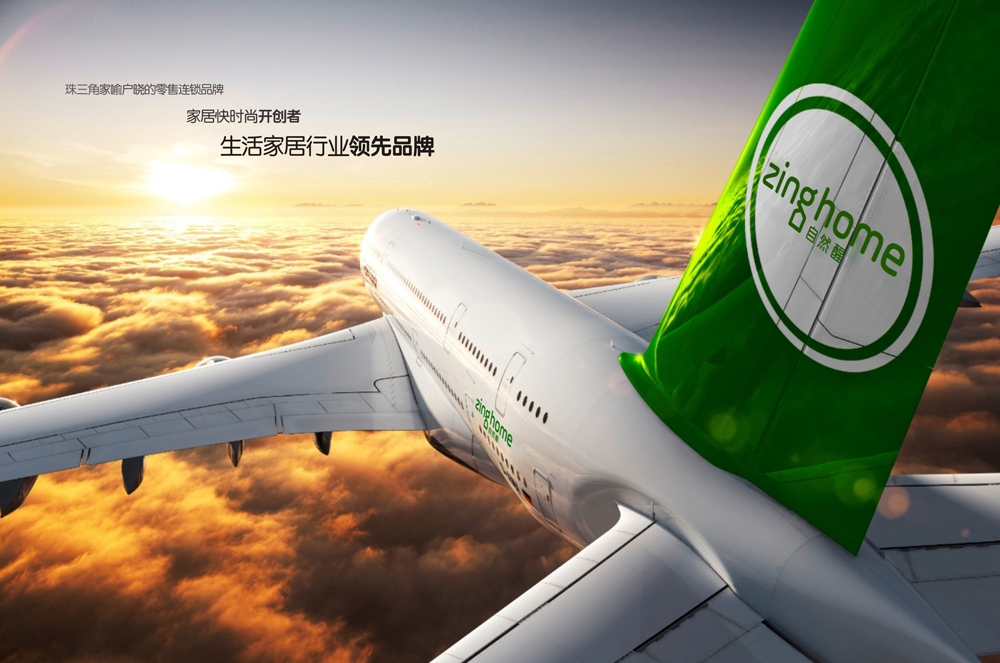 珠三角家喻户晓的零售连锁品牌
家居快时尚开创者
生活家居行业领先品牌
zinghome
自然醒
zinghome
自然醒